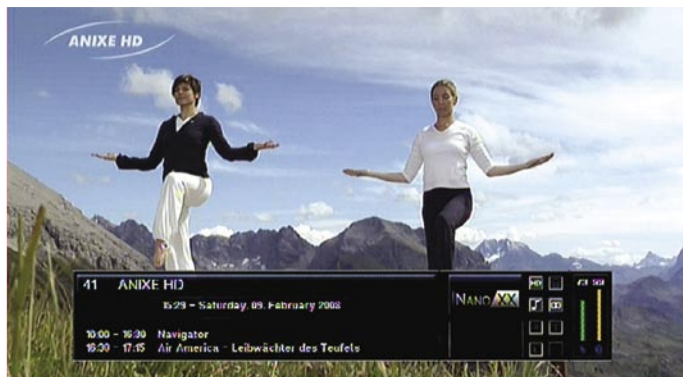 ANIXE HD
41 ANIXE HD
15:29 - Saturday, 09. February 2008
NANO XX
HD
10:00 - 16:30 Navigator
16:30 - 17:15 Air America - Leibwächter des Teufels